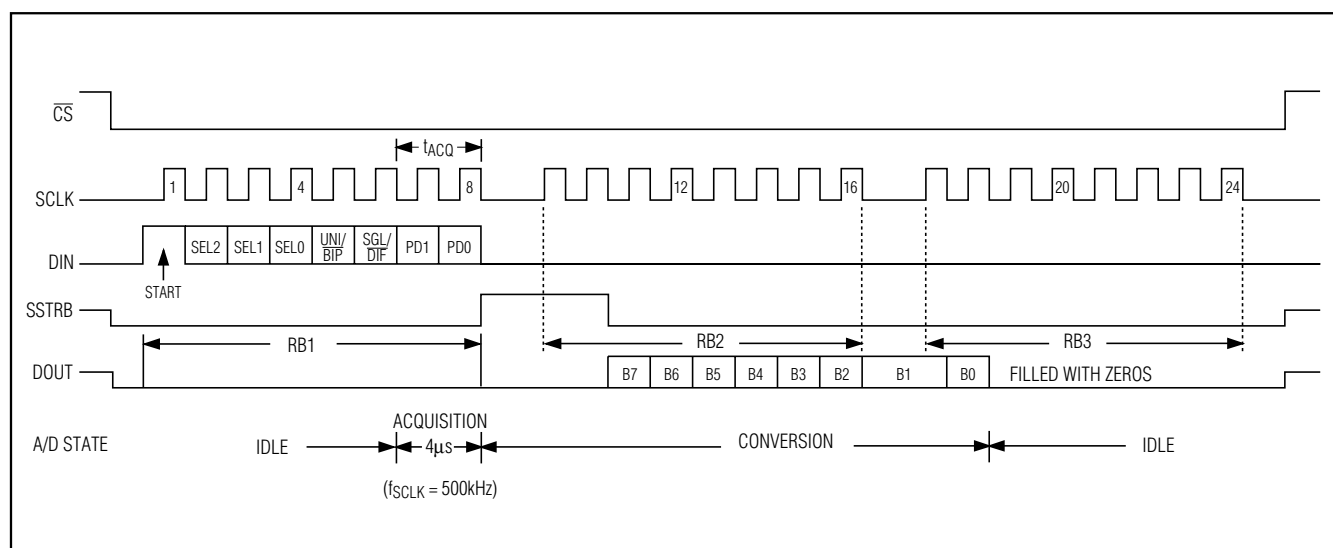 CS
tACQ
SCLK 1 4 8 12 16 20 24
DIN SEL2 SEL1 SEL0 UNI/ BIP SGL/ DIF PD1 PD0
START
SSTRB
RB1 RB2 RB3
DOUT B7 B6 B5 B4 B3 B2 B1 B0 FILLED WITH ZEROS
ACQUISITION
A/D STATE IDLE 4µs CONVERSION IDLE
(fSCLK = 500kHz)